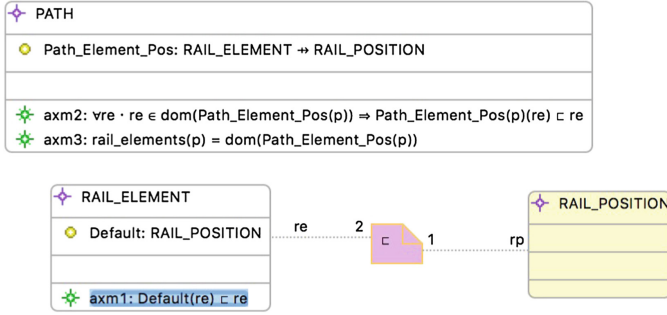 PATH
Path_Element_Pos: RAIL_ELEMENT ⇸ RAIL_POSITION
axm2: ∀re · re ∈ dom(Path_Element_Pos(p)) ⇒ Path_Element_Pos(p)(re) ⊏ re
axm3: rail_elements(p) = dom(Path_Element_Pos(p))
RAIL_ELEMENT
RAIL_POSITION
Default: RAIL_POSITION
re 2 ⊏ 1 rp
axm1: Default(re) ⊏ re